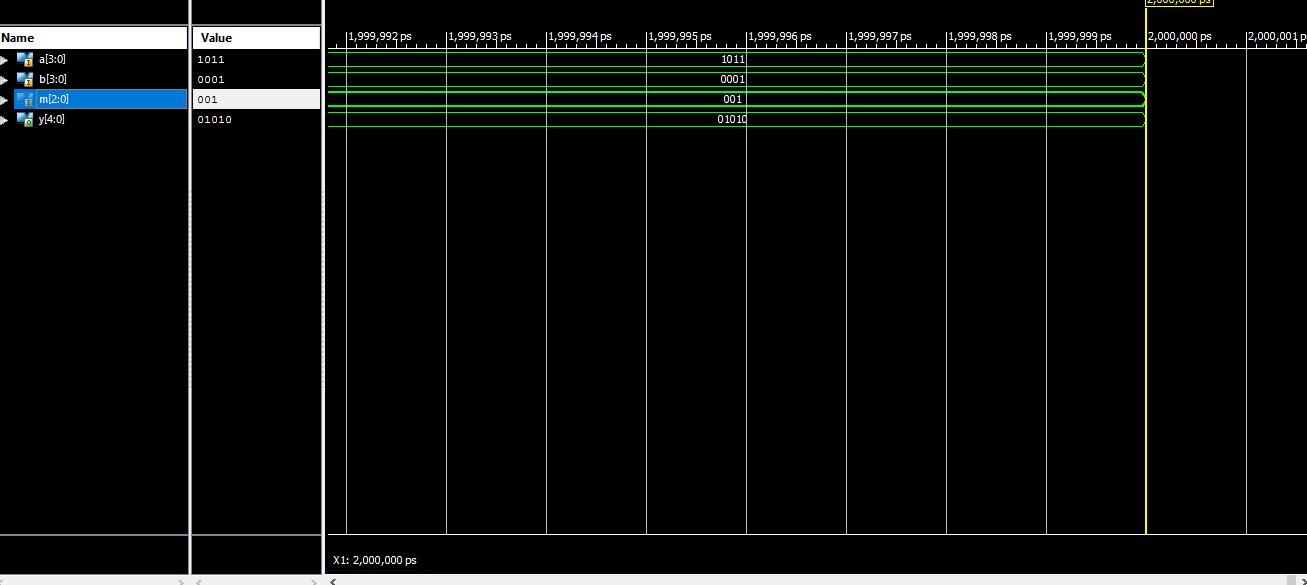 2,000,000 ps
Name Value
1,999,992 ps 1,999,993 ps 1,999,994 ps 1,999,995 ps 1,999,996 ps 1,999,997 ps 1,999,998 ps 1,999,999 ps 2,000,000 ps 2,000,001 ps
a[3:0] 1011 1011
b[3:0] 0001 0001
m[2:0] 001 001
y[4:0] 01010 01010
X1: 2,000,000 ps